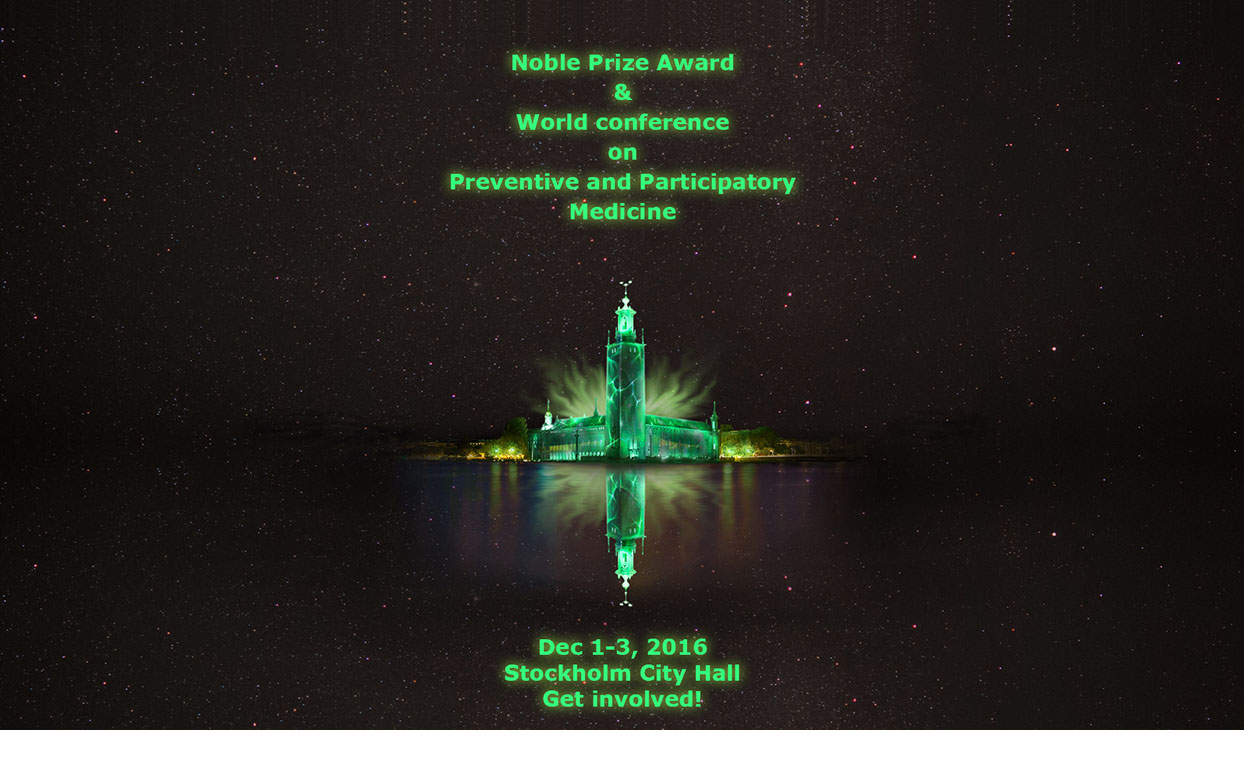 Noble Prize Award
&
World conference
on
Preventive and Participatory
Medicine
Dec 1-3, 2016
Stockholm City Hall
Get involved!